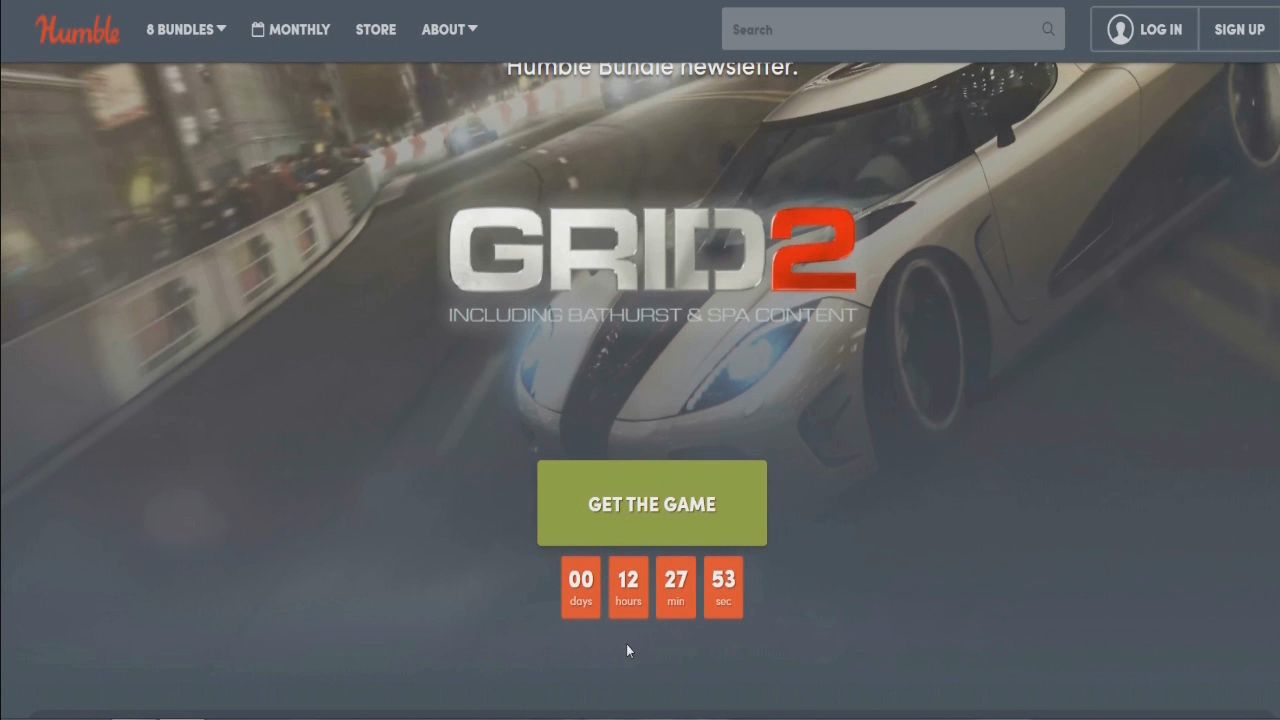 Humble
8 BUNDLES
MONTHLY
STORE
ABOUT
Search
LOG IN
SIGN UP
Humble Bundle newsletter.
GRID2
INCLUDING BATHURST & SPA CONTENT
GET THE GAME
00 12 27 53
days hours min sec